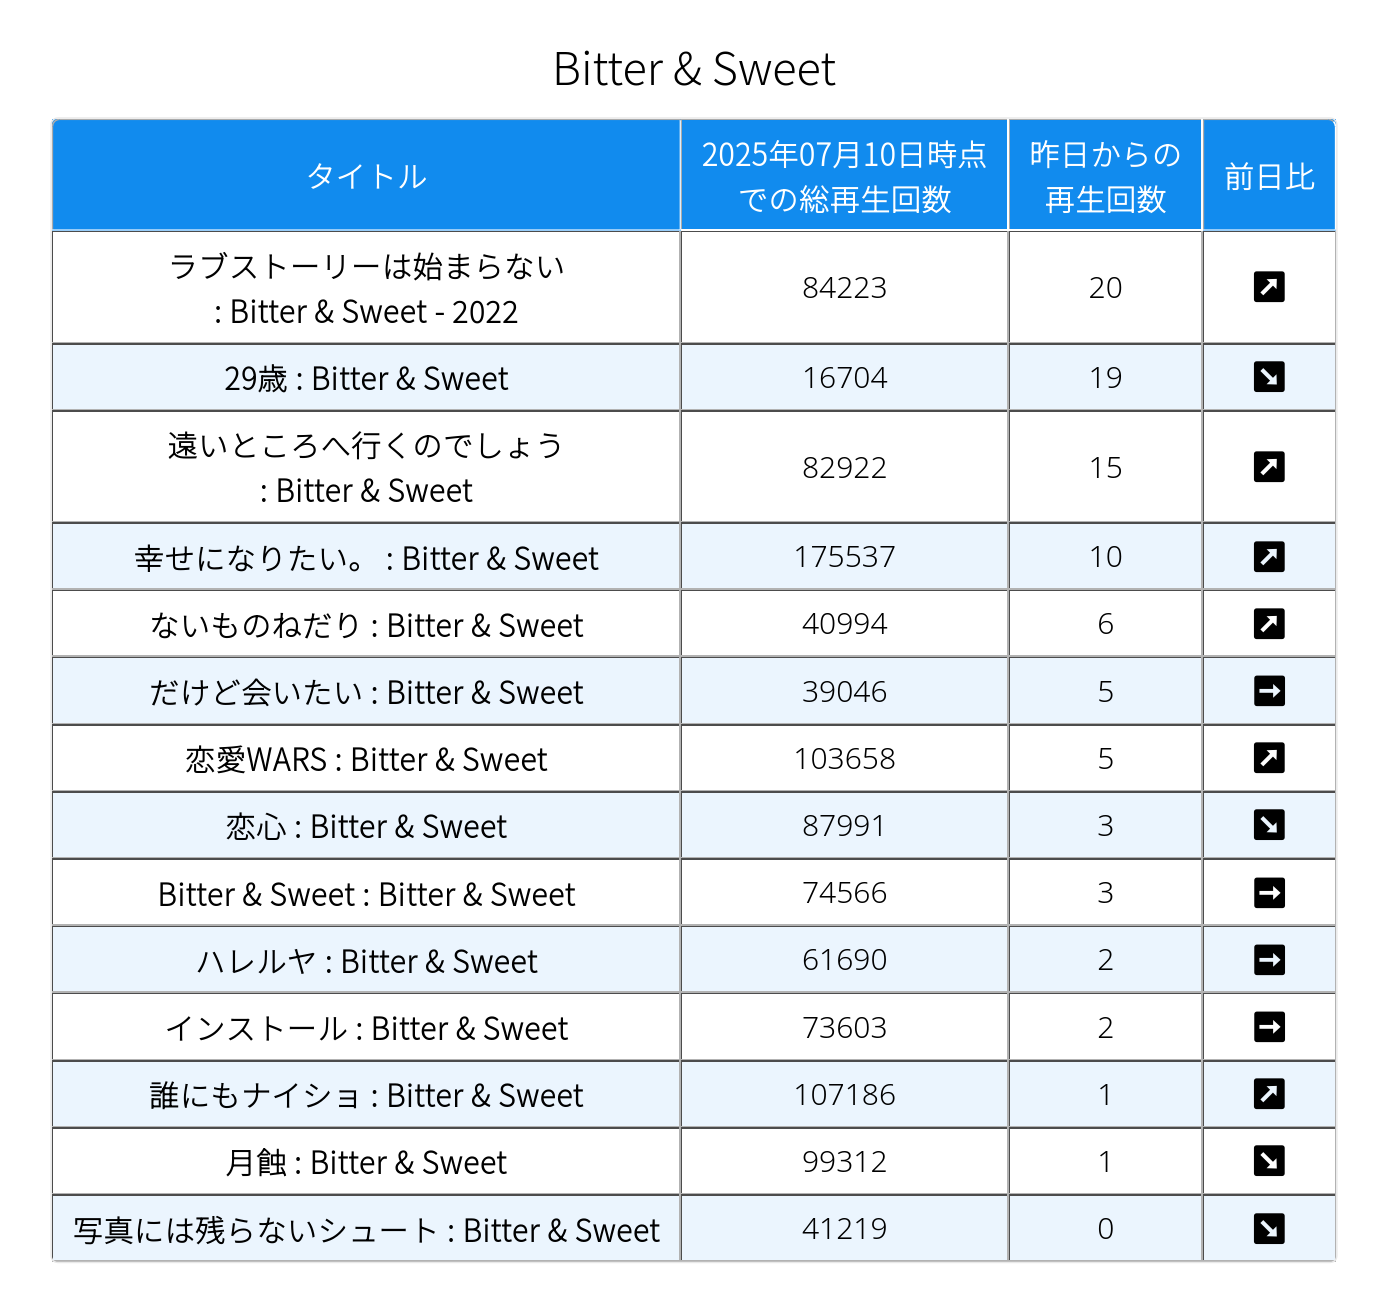 Bitter & Sweet
タイトル
2025年07月10日時点
での総再生回数
昨日からの
再生回数
前日比
ラブストーリーは始まらない
: Bitter & Sweet - 2022
84223
20
29歳 : Bitter & Sweet
16704
19
遠いところへ行くのでしょう
: Bitter & Sweet
82922
15
幸せになりたい。 : Bitter & Sweet
175537
10
ないものねだり : Bitter & Sweet
40994
6
だけど会いたい : Bitter & Sweet
39046
5
恋愛WARS : Bitter & Sweet
103658
5
恋心 : Bitter & Sweet
87991
3
Bitter & Sweet : Bitter & Sweet
74566
3
ハレルヤ : Bitter & Sweet
61690
2
インストール : Bitter & Sweet
73603
2
誰にもナイショ : Bitter & Sweet
107186
1
月蝕 : Bitter & Sweet
99312
1
写真には残らないシュート : Bitter & Sweet
41219
0